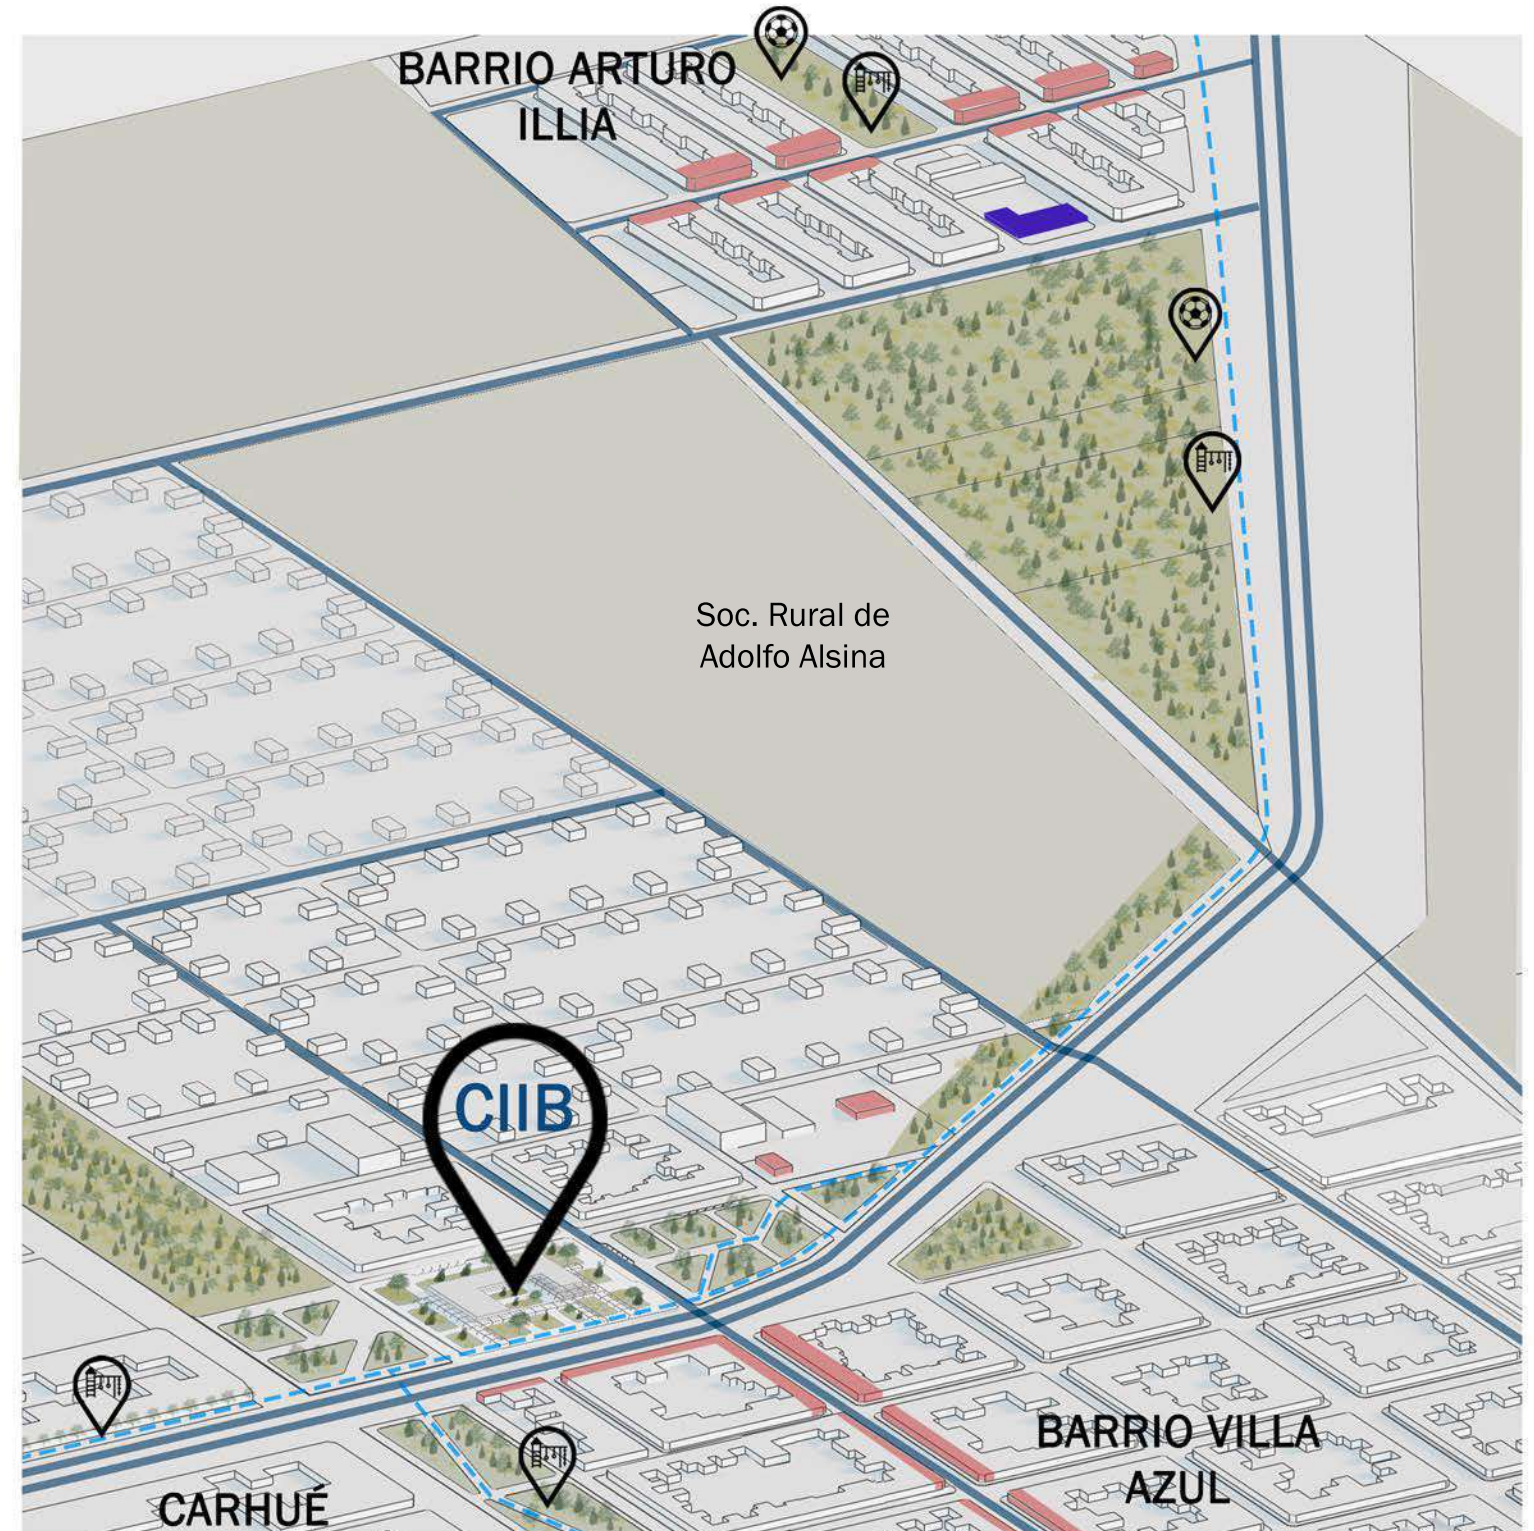 BARRIO ARTURO
ILLIA
Soc. Rural de
Adolfo Alsina
CIIB
BARRIO VILLA
AZUL
CARHUÉ